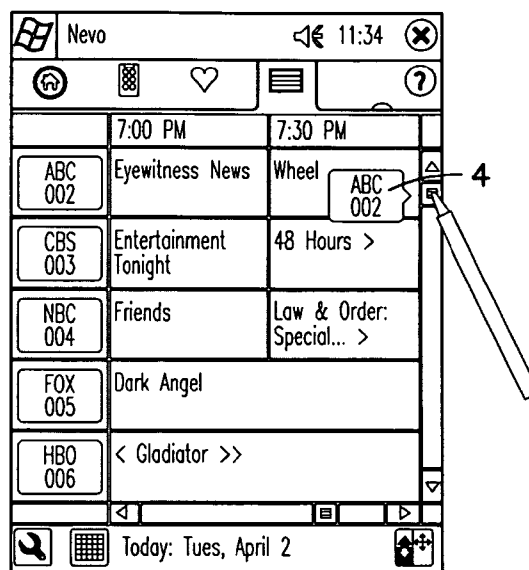 Nevo 11:34
?
7:00 PM 7:30 PM
ABC 002 Eyewitness News Wheel ABC 002 4
CBS 003 Entertainment Tonight 48 Hours >
NBC 004 Friends Law & Order: Special... >
FOX 005 Dark Angel
HBO 006 < Gladiator >>
Today: Tues, April 2